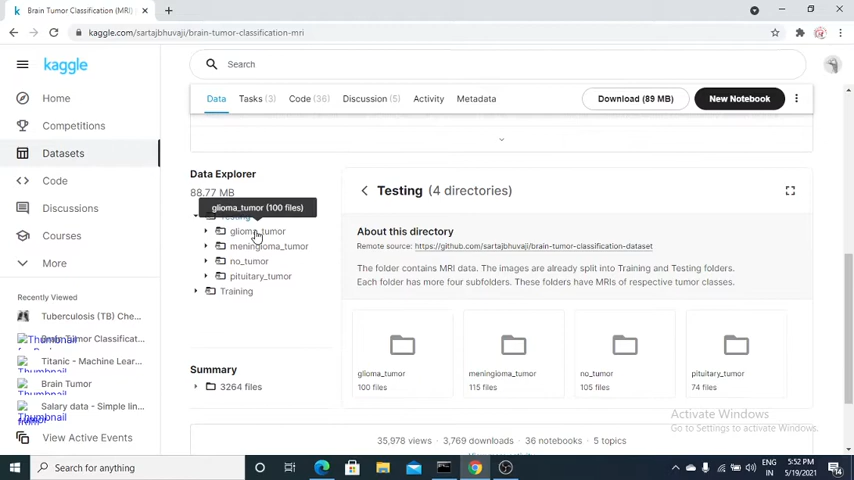 Brain Tumor Classification (MRI)
kaggle.com/sartajbhuvaji/brain-tumor-classification-mri
kaggle
Search
Home
Competitions
Datasets
Code
Discussions
Courses
More
Recently Viewed
Tuberculosis (TB) Che...
Brain Tumor Classificat...
Titanic - Machine Lear...
Brain Tumor
Salary data - Simple lin...
View Active Events
Data
Tasks (3)
Code (36)
Discussion (5)
Activity
Metadata
Download (89 MB)
New Notebook
Data Explorer
88.77 MB
glioma_tumor (100 files)
Testing
glioma_tumor
meningioma_tumor
no_tumor
pituitary_tumor
Training
Summary
3264 files
Testing (4 directories)
About this directory
Remote source: https://github.com/sartajbhuvaji/brain-tumor-classification-dataset
The folder contains MRI data. The images are already split into Training and Testing folders.
Each folder has more four subfolders. These folders have MRIs of respective tumor classes.
glioma_tumor
100 files
meningioma_tumor
115 files
no_tumor
105 files
pituitary_tumor
74 files
35,978 views · 3,769 downloads · 36 notebooks · 5 topics
Activate Windows
Go to Settings to activate Windows.
Type here to search
ENG
IN
5:52 PM
5/19/2021
14